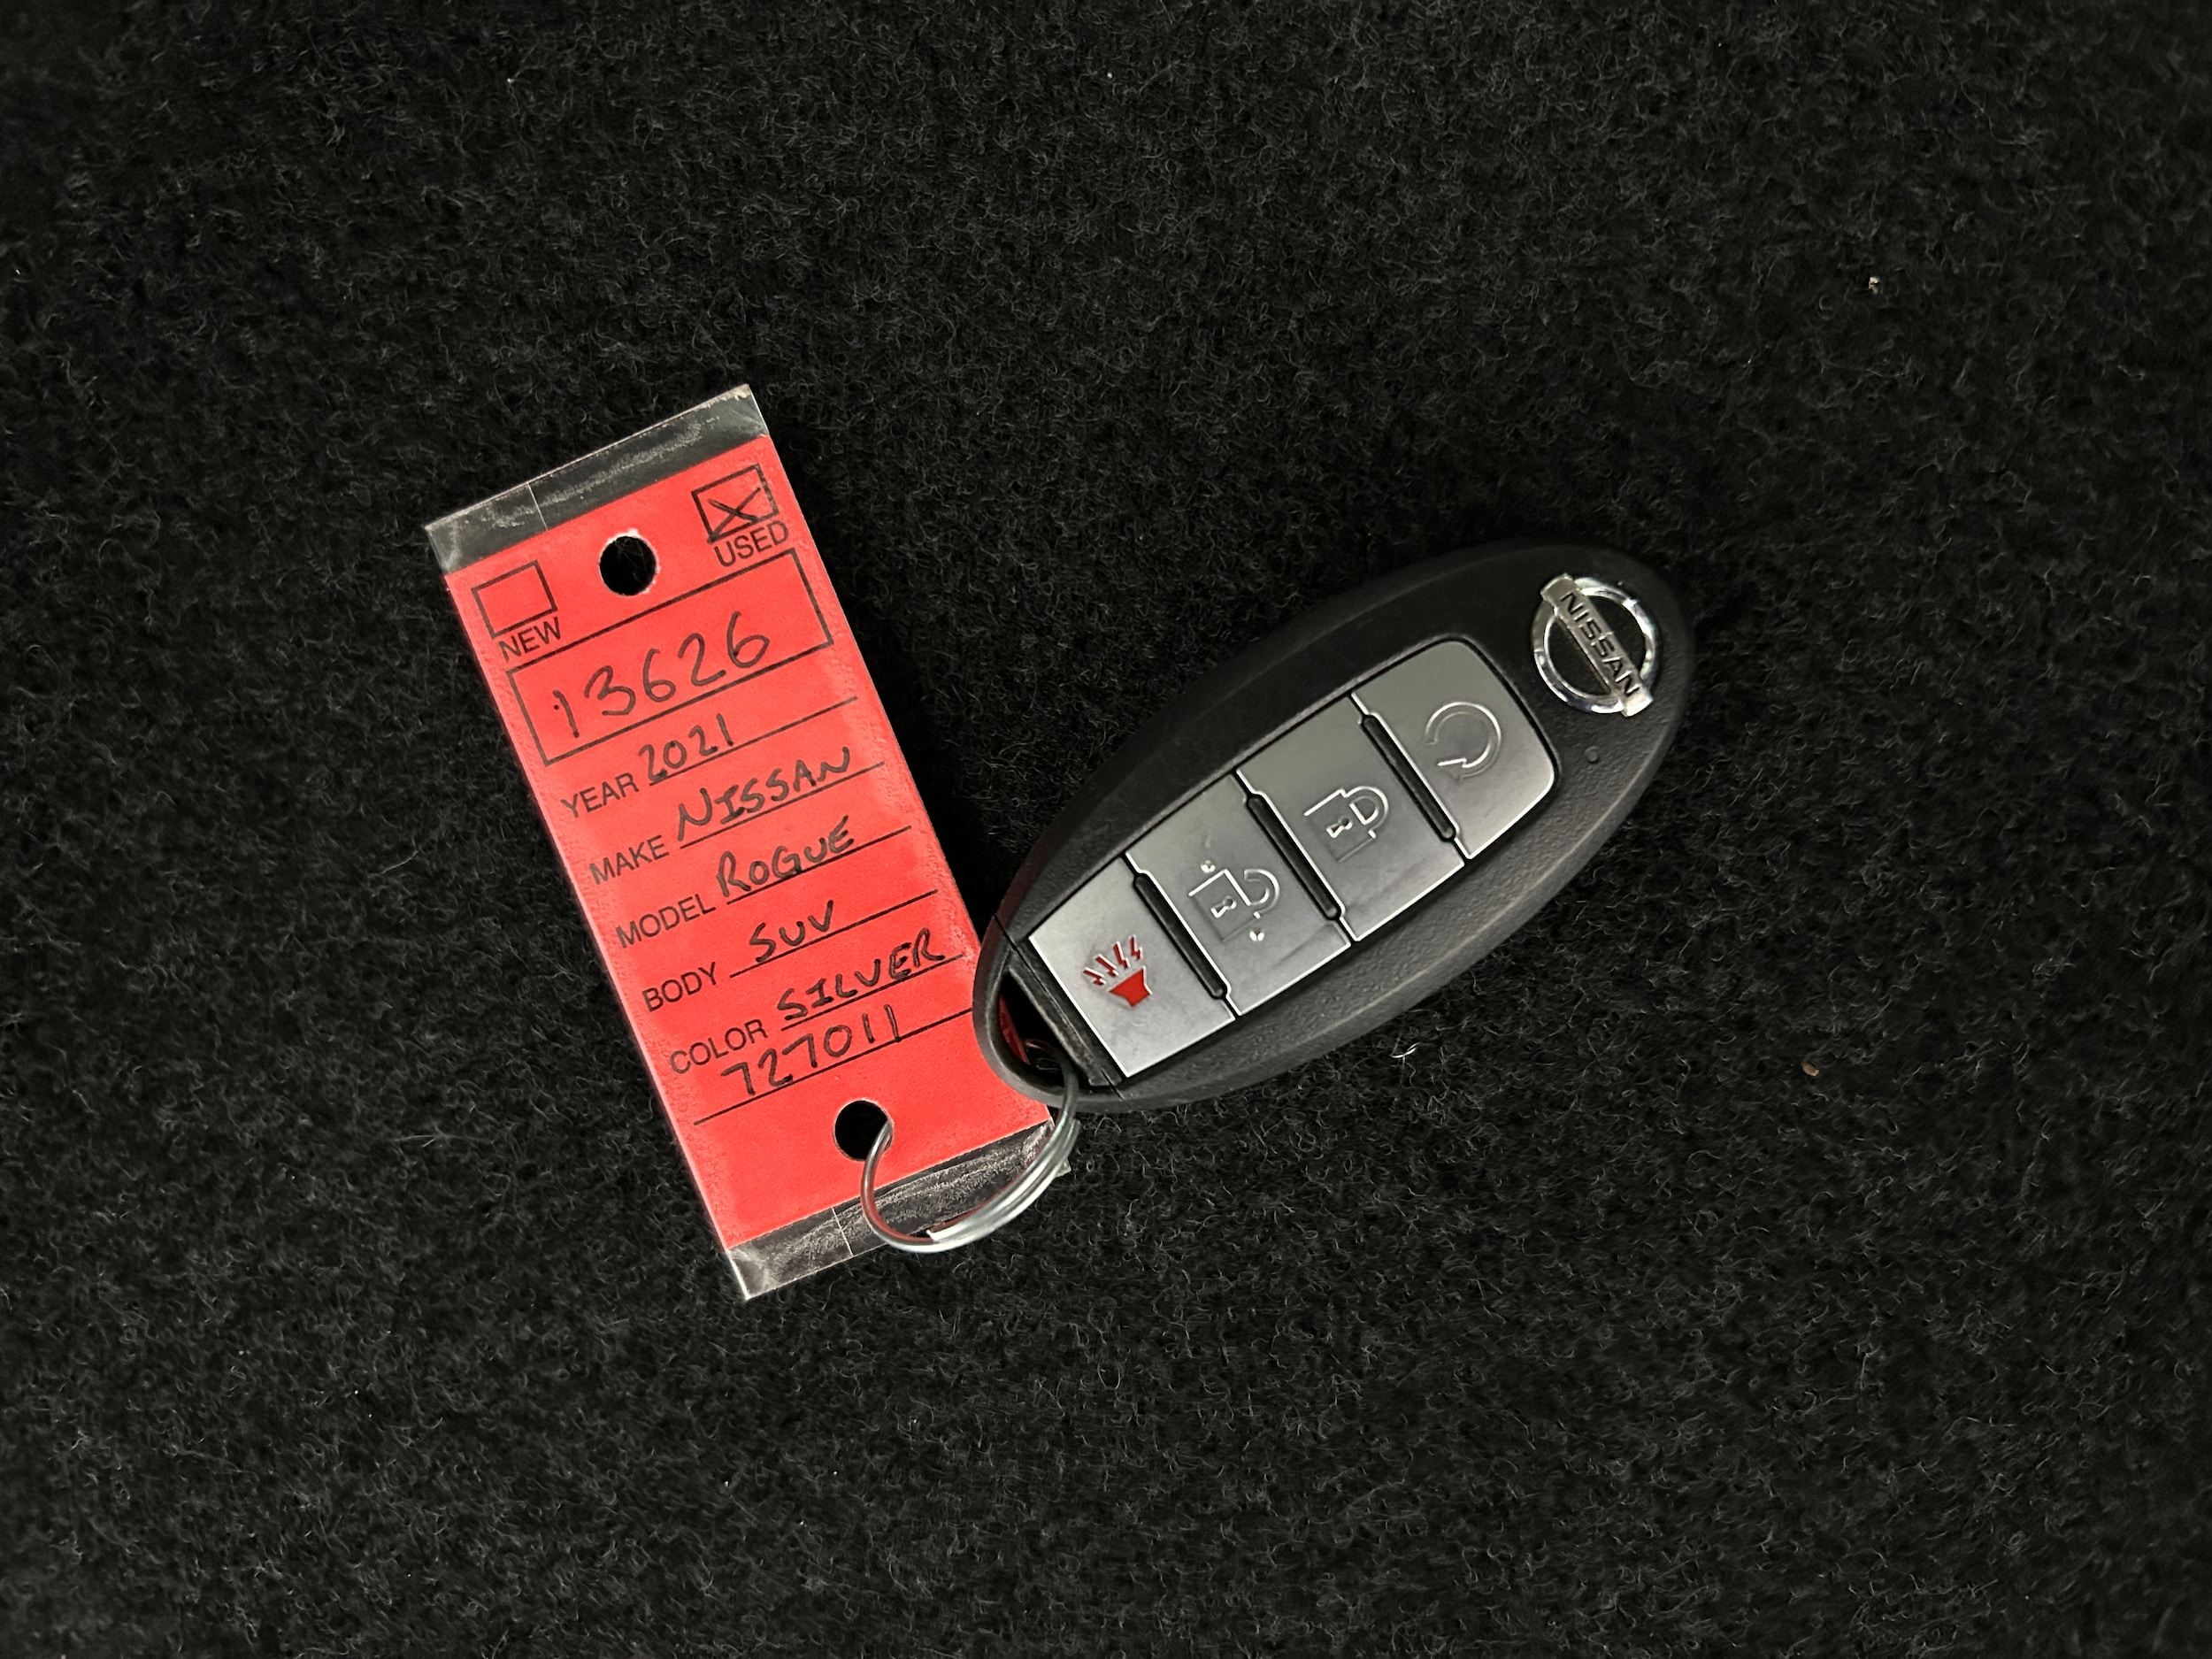 USED
NEW
13626
YEAR 2021
MAKE NISSAN
MODEL ROGUE
BODY SUV
COLOR SILVER
727011
NISSAN